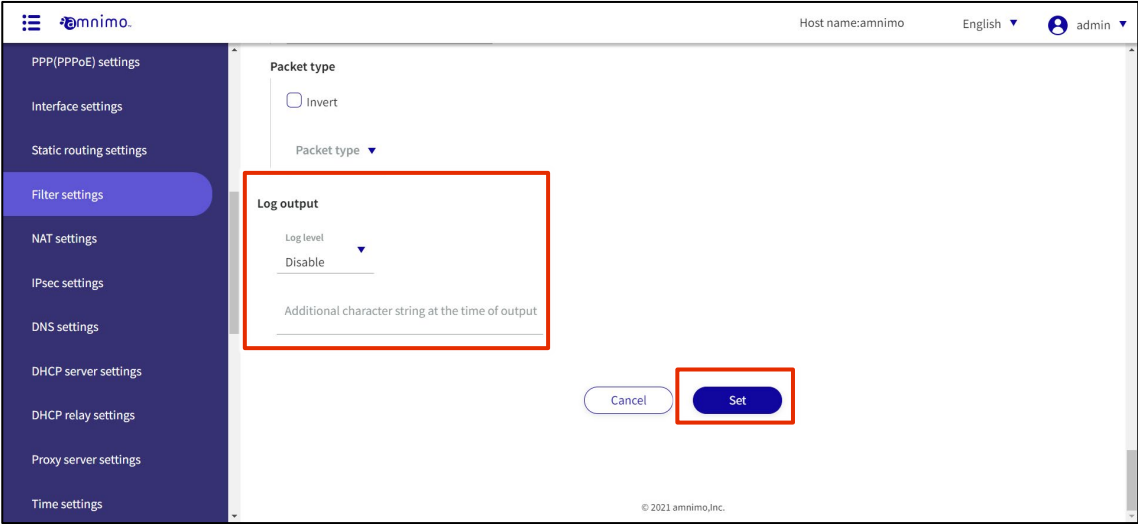 amnimo
Host name:amnimo
English
admin
PPP(PPPoE) settings
Interface settings
Static routing settings
Filter settings
NAT settings
IPsec settings
DNS settings
DHCP server settings
DHCP relay settings
Proxy server settings
Time settings
Packet type
Invert
Packet type
Log output
Log level
Disable
Additional character string at the time of output
Cancel
Set
© 2021 amnimo,Inc.